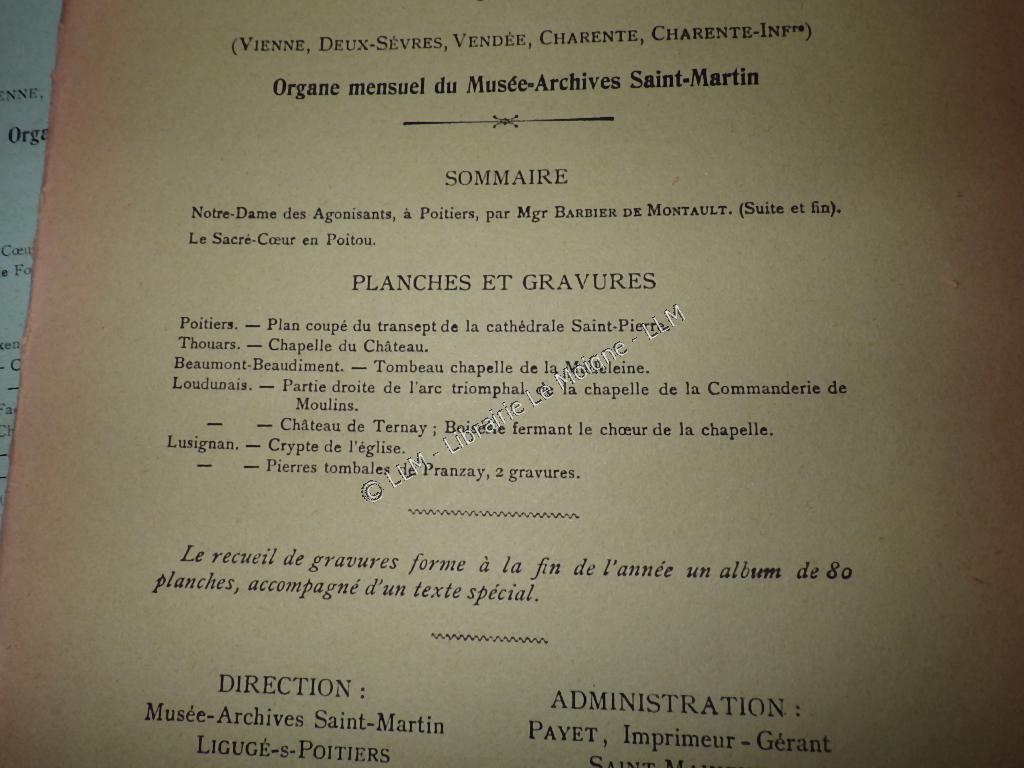 (VIENNE, DEUX-SÈVRES, VENDÉE, CHARENTE, CHARENTE-INFre)
Organe mensuel du Musée-Archives Saint-Martin
SOMMAIRE
Notre-Dame des Agonisants, à Poitiers, par Mgr BARBIER DE MONTAULT. (Suite et fin).
Le Sacré-Cœur en Poitou.
PLANCHES ET GRAVURES
Poitiers. — Plan coupé du transept de la cathédrale Saint-Pierre.
Thouars. — Chapelle du Château.
Beaumont-Beaudiment. — Tombeau chapelle de la Madeleine.
Loudunais. — Partie droite de l'arc triomphal de la chapelle de la Commanderie de
Moulins.
— — Château de Ternay ; Boiserie fermant le chœur de la chapelle.
Lusignan. — Crypte de l'église.
— — Pierres tombales de Pranzay, 2 gravures.
© LLM - Librairie Le Moigne - LLM
Le recueil de gravures forme à la fin de l'année un album de 80
planches, accompagné d'un texte spécial.
DIRECTION :
Musée-Archives Saint-Martin
LIGUGÉ-S-POITIERS
ADMINISTRATION :
PAYET, Imprimeur-Gérant
ENNE,
Orga